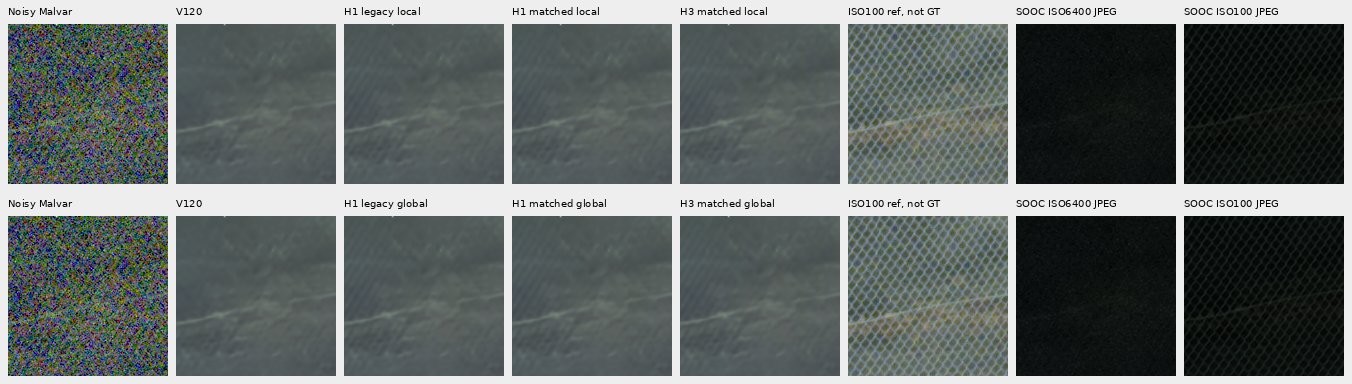 Noisy Malvar V120 H1 legacy local H1 matched local H3 matched local ISO100 ref, not GT SOOC ISO6400 JPEG SOOC ISO100 JPEG
Noisy Malvar V120 H1 legacy global H1 matched global H3 matched global ISO100 ref, not GT SOOC ISO6400 JPEG SOOC ISO100 JPEG